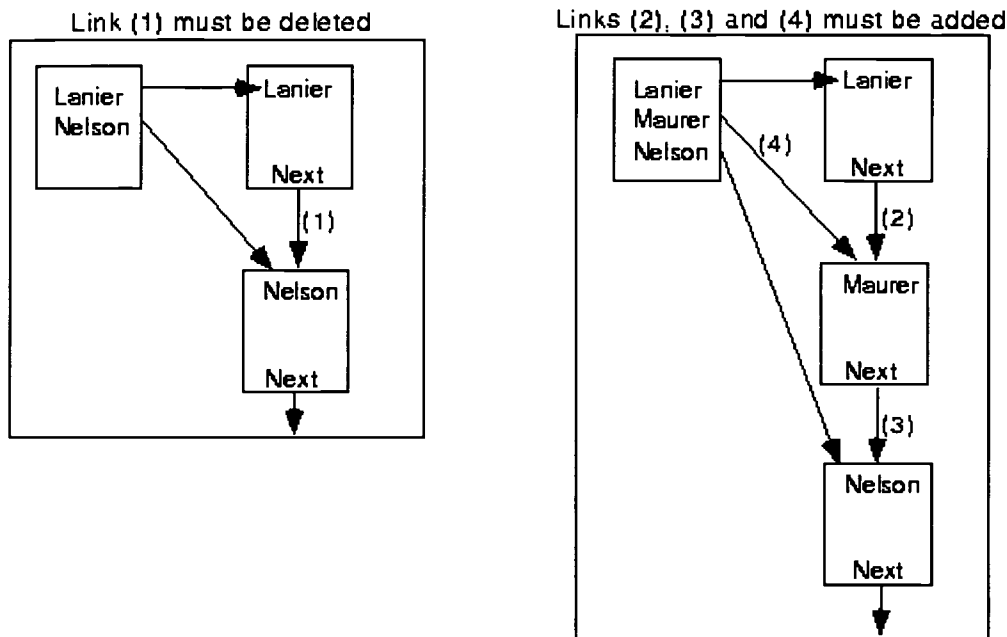 Link (1) must be deleted
Lanier
Nelson
Lanier
Next
(1)
Nelson
Next
Links (2), (3) and (4) must be added
Lanier
Maurer
Nelson
Lanier
Next
(4)
(2)
Maurer
Next
(3)
Nelson
Next